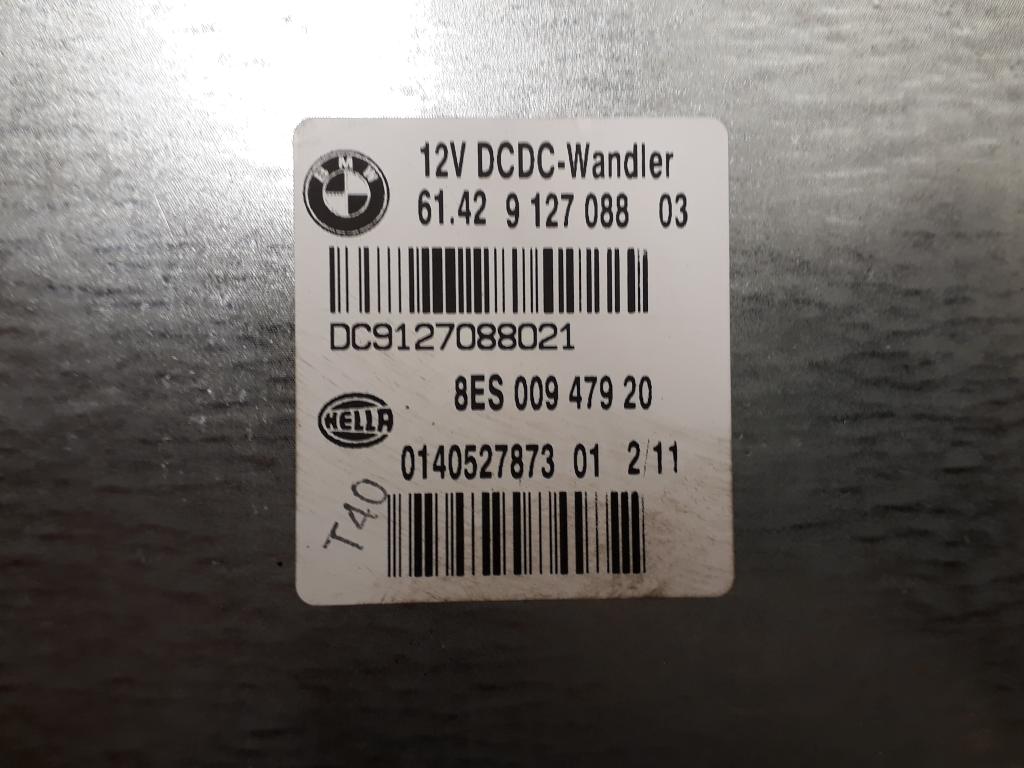 BMW
12V DCDC-Wandler
61.42 9 127 088 03
DC9127088021
8ES 009 479 20
HELLA
0140527873 01 2/11
T40